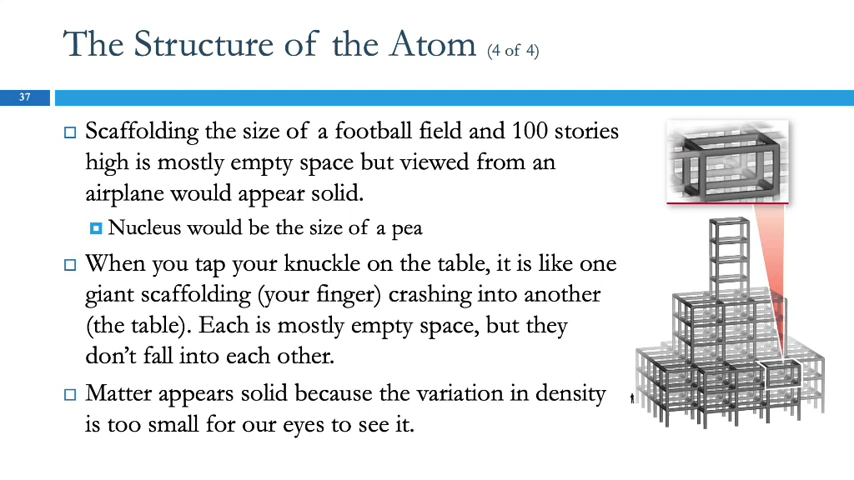 The Structure of the Atom (4 of 4)
37
Scaffolding the size of a football field and 100 stories
high is mostly empty space but viewed from an
airplane would appear solid.
Nucleus would be the size of a pea
When you tap your knuckle on the table, it is like one
giant scaffolding (your finger) crashing into another
(the table). Each is mostly empty space, but they
don’t fall into each other.
Matter appears solid because the variation in density
is too small for our eyes to see it.